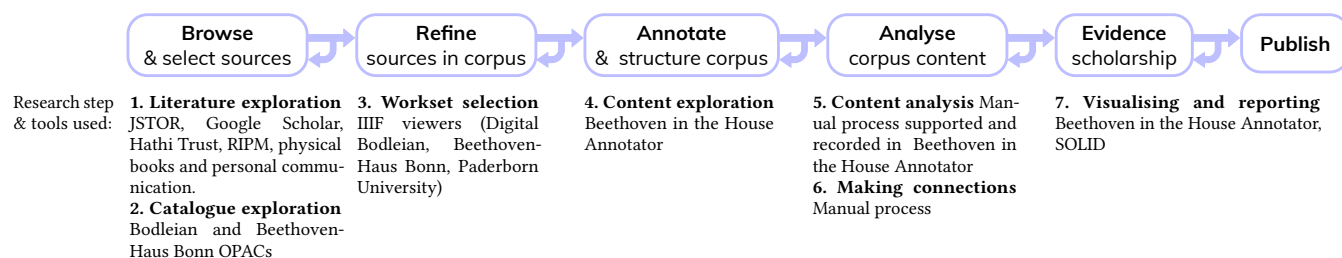 Browse
& select sources
Refine
sources in corpus
Annotate
& structure corpus
Analyse
corpus content
Evidence
scholarship
Publish
Research step
& tools used:
1. Literature exploration
JSTOR, Google Scholar,
Hathi Trust, RIPM, physical
books and personal commu-
nication.
2. Catalogue exploration
Bodleian and Beethoven-
Haus Bonn OPACs
3. Workset selection
IIIF viewers (Digital
Bodleian, Beethoven-
Haus Bonn, Paderborn
University)
4. Content exploration
Beethoven in the House
Annotator
5. Content analysis Man-
ual process supported and
recorded in Beethoven in
the House Annotator
6. Making connections
Manual process
7. Visualising and reporting
Beethoven in the House Annotator,
SOLID